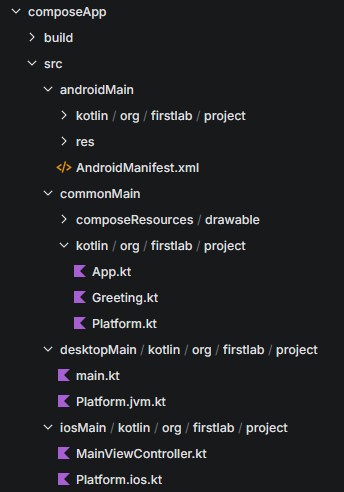 composeApp
build
src
androidMain
kotlin / org / firstlab / project
res
</> AndroidManifest.xml
commonMain
composeResources / drawable
kotlin / org / firstlab / project
App.kt
Greeting.kt
Platform.kt
desktopMain / kotlin / org / firstlab / project
main.kt
Platform.jvm.kt
iosMain / kotlin / org / firstlab / project
MainViewController.kt
Platform.ios.kt